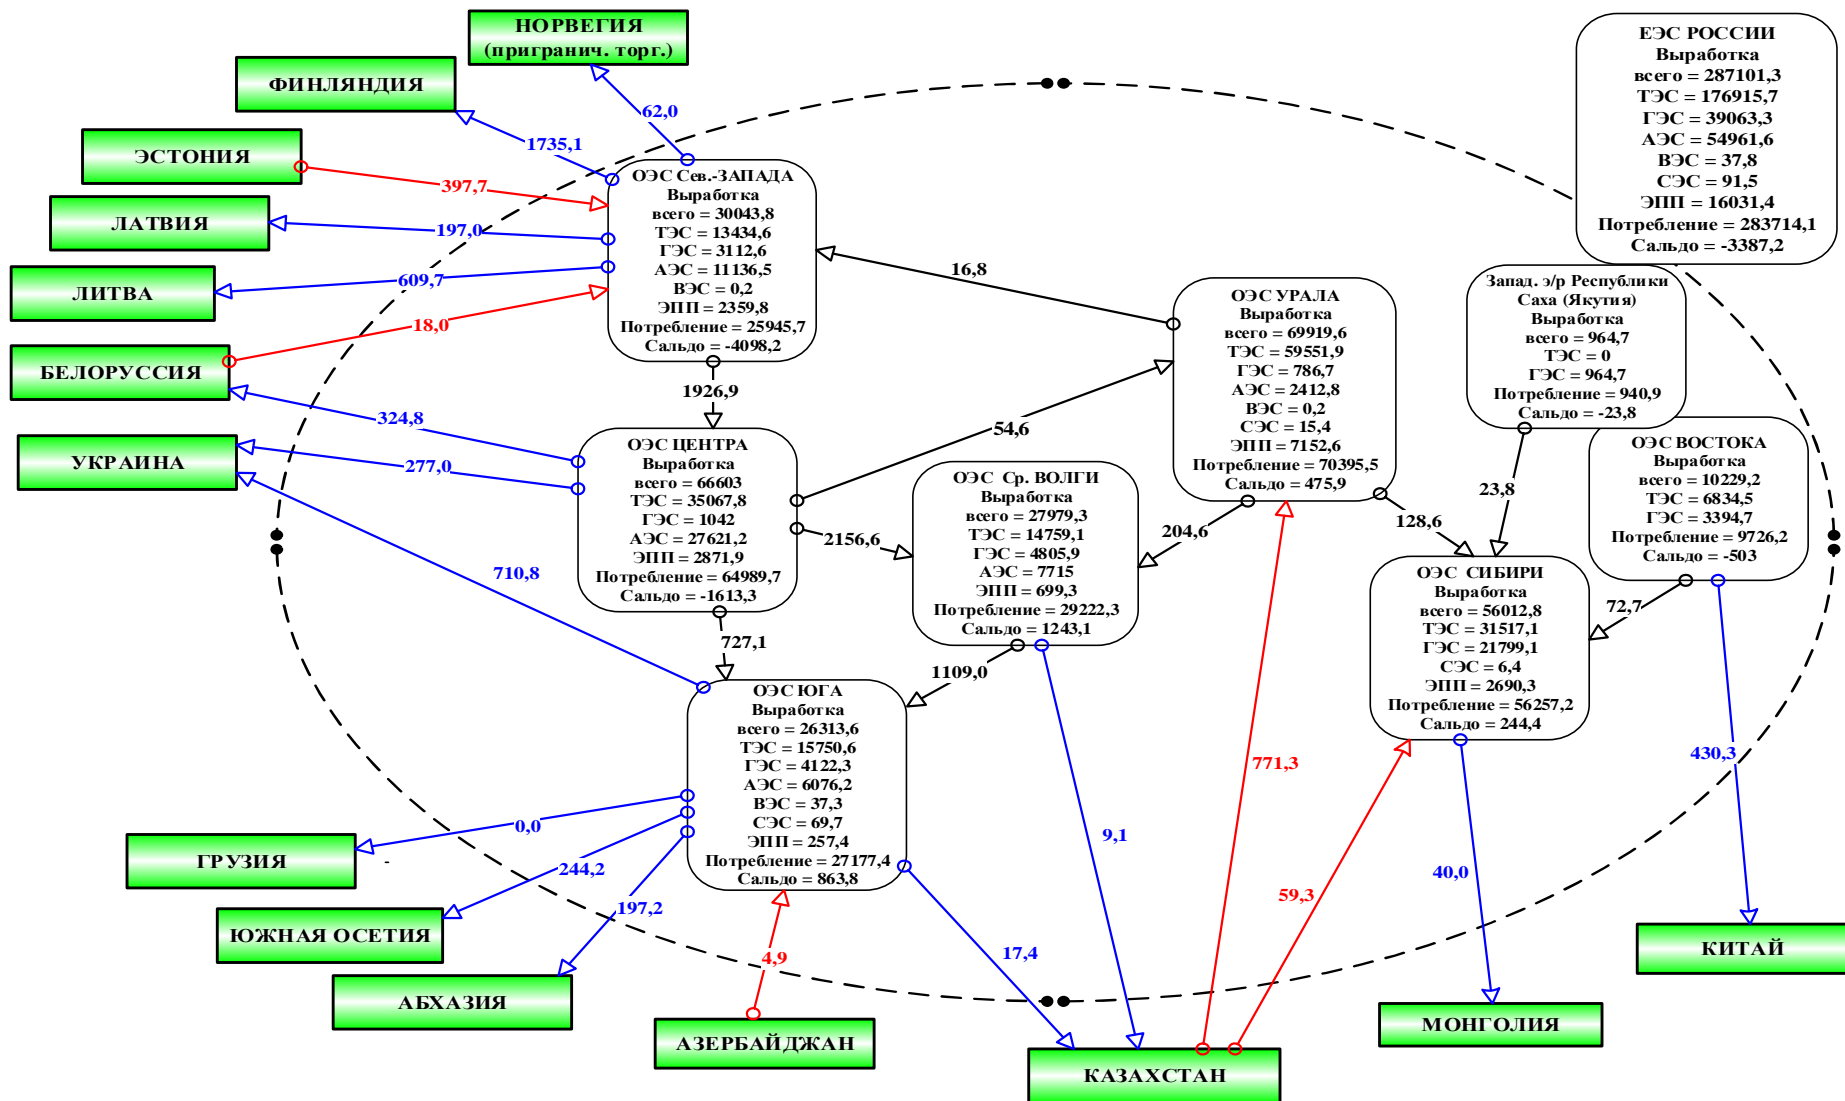 НОРВЕГИЯ
(пригранич. торг.)
ФИНЛЯНДИЯ
ЭСТОНИЯ
ЛАТВИЯ
ЛИТВА
БЕЛОРУССИЯ
УКРАИНА
62,0
1735,1
397,7
197,0
609,7
18,0
324,8
277,0
710,8
ЕЭС РОССИИ
Выработка
всего = 287101,3
ТЭС = 176915,7
ГЭС = 39063,3
АЭС = 54961,6
ВЭС = 37,8
СЭС = 91,5
ЭПП = 16031,4
Потребление = 283714,1
Сальдо = -3387,2
ОЭС Сев.-ЗАПАДА
Выработка
всего = 30043,8
ТЭС = 13434,6
ГЭС = 3112,6
АЭС = 11136,5
ВЭС = 0,2
ЭПП = 2359,8
Потребление = 25945,7
Сальдо = -4098,2
16,8
1926,9
54,6
ОЭС УРАЛА
Выработка
всего = 69919,6
ТЭС = 59551,9
ГЭС = 786,7
АЭС = 2412,8
ВЭС = 0,2
СЭС = 15,4
ЭПП = 7152,6
Потребление = 70395,5
Сальдо = 475,9
Запад. э/р Республики
Саха (Якутия)
Выработка
всего = 964,7
ТЭС = 0
ГЭС = 964,7
Потребление = 940,9
Сальдо = -23,8
ОЭС ВОСТОКА
Выработка
всего = 10229,2
ТЭС = 6834,5
ГЭС = 3394,7
Потребление = 9726,2
Сальдо = -503
ОЭС ЦЕНТРА
Выработка
всего = 66603
ТЭС = 35067,8
ГЭС = 1042
АЭС = 27621,2
ЭПП = 2871,9
Потребление = 64989,7
Сальдо = -1613,3
2156,6
ОЭС Ср. ВОЛГИ
Выработка
всего = 27979,3
ТЭС = 14759,1
ГЭС = 4805,9
АЭС = 7715
ЭПП = 699,3
Потребление = 29222,3
Сальдо = 1243,1
204,6
128,6
23,8
72,7
ОЭС СИБИРИ
Выработка
всего = 56012,8
ТЭС = 31517,1
ГЭС = 21799,1
СЭС = 6,4
ЭПП = 2690,3
Потребление = 56257,2
Сальдо = 244,4
727,1
1109,0
ОЭС ЮГА
Выработка
всего = 26313,6
ТЭС = 15750,6
ГЭС = 4122,3
АЭС = 6076,2
ВЭС = 37,3
СЭС = 69,7
ЭПП = 257,4
Потребление = 27177,4
Сальдо = 863,8
0,0
244,2
197,2
4,9
17,4
9,1
771,3
59,3
40,0
430,3
ГРУЗИЯ
-
ЮЖНАЯ ОСЕТИЯ
АБХАЗИЯ
АЗЕРБАЙДЖАН
КАЗАХСТАН
МОНГОЛИЯ
КИТАЙ